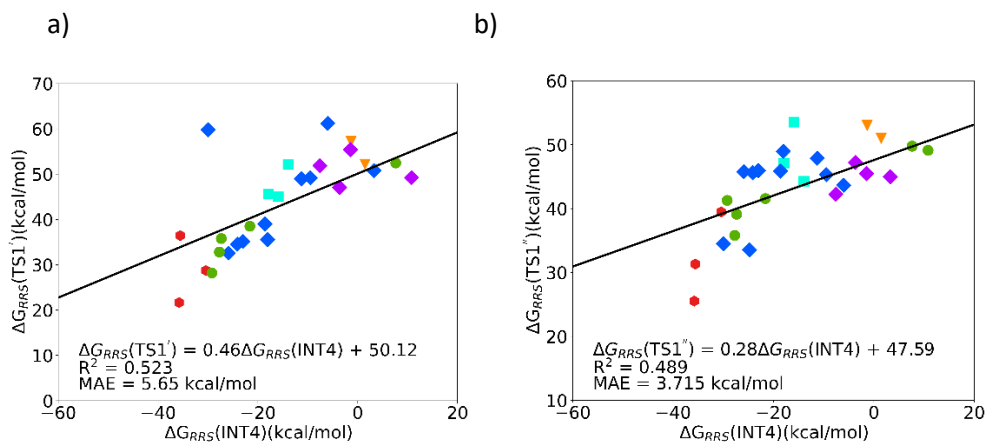 a)
70
60
50
40
30
20
10
0
ΔG_RRS(TS1′)(kcal/mol)
ΔG_RRS(TS1′) = 0.46ΔG_RRS(INT4) + 50.12
R² = 0.523
MAE = 5.65 kcal/mol
−60 −40 −20 0 20
ΔG_RRS(INT4)(kcal/mol)
b)
60
50
40
30
20
10
ΔG_RRS(TS1″)(kcal/mol)
ΔG_RRS(TS1″) = 0.28ΔG_RRS(INT4) + 47.59
R² = 0.489
MAE = 3.715 kcal/mol
−60 −40 −20 0 20
ΔG_RRS(INT4)(kcal/mol)